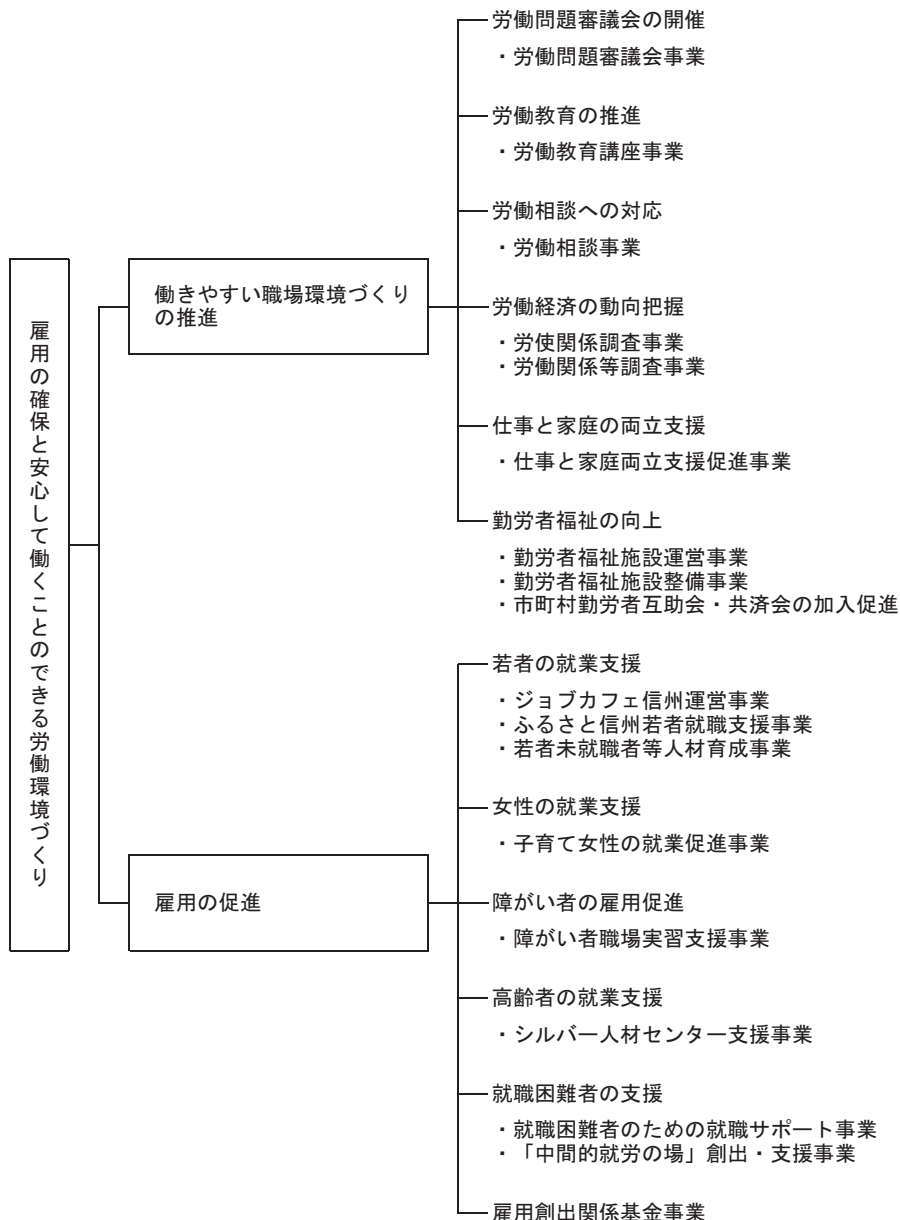 雇用の確保と安心して働くことのできる労働環境づくり
働きやすい職場環境づくり
の推進
労働問題審議会の開催
・労働問題審議会事業
労働教育の推進
・労働教育講座事業
労働相談への対応
・労働相談事業
労働経済の動向把握
・労使関係調査事業
・労働関係等調査事業
仕事と家庭の両立支援
・仕事と家庭両立支援促進事業
勤労者福祉の向上
・勤労者福祉施設運営事業
・勤労者福祉施設整備事業
・市町村勤労者互助会・共済会の加入促進
雇用の促進
若者の就業支援
・ジョブカフェ信州運営事業
・ふるさと信州若者就職支援事業
・若者未就職者等人材育成事業
女性の就業支援
・子育て女性の就業促進事業
障がい者の雇用促進
・障がい者職場実習支援事業
高齢者の就業支援
・シルバー人材センター支援事業
就職困難者の支援
・就職困難者のための就職サポート事業
・「中間的就労の場」創出・支援事業
雇用創出関係基金事業